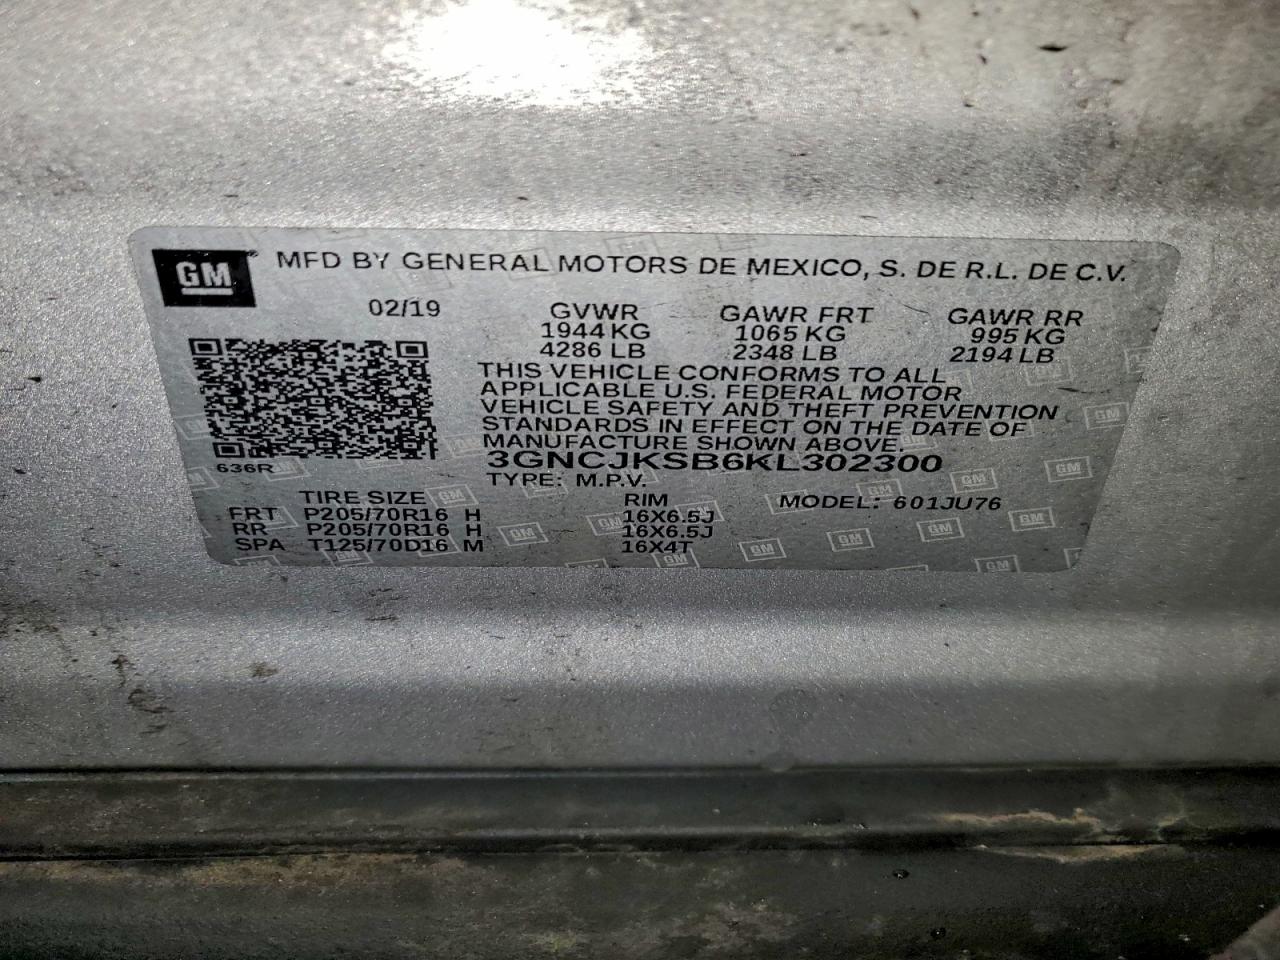 GM® MFD BY GENERAL MOTORS DE MEXICO, S. DE R.L. DE C.V.
02/19 GVWR GAWR FRT GAWR RR
1944 KG 1065 KG 995 KG
4286 LB 2348 LB 2194 LB
THIS VEHICLE CONFORMS TO ALL
APPLICABLE U.S. FEDERAL MOTOR
VEHICLE SAFETY AND THEFT PREVENTION
STANDARDS IN EFFECT ON THE DATE OF
MANUFACTURE SHOWN ABOVE.
636R 3GNCJKSB6KL302300
TYPE: M.P.V.
TIRE SIZE RIM MODEL: 601JU76
FRT P205/70R16 H 16X6.5J
RR P205/70R16 H 16X6.5J
SPA T125/70D16 M 16X4T